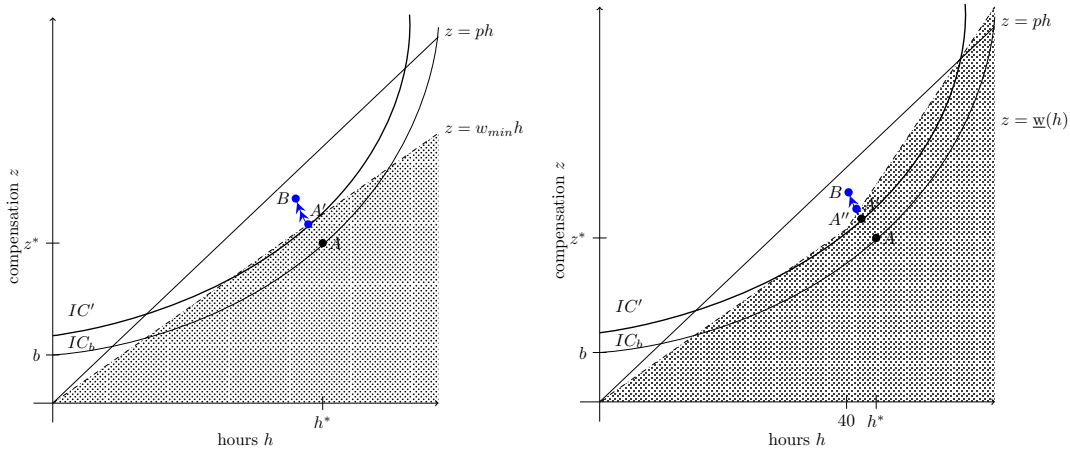 z = ph
z = w_min h
B
A′
A
z*
compensation z
IC′
IC_b
b
h*
hours h
z = ph
z = w(h)
B
A′′
A
z*
compensation z
IC′
IC_b
b
40
h*
hours h